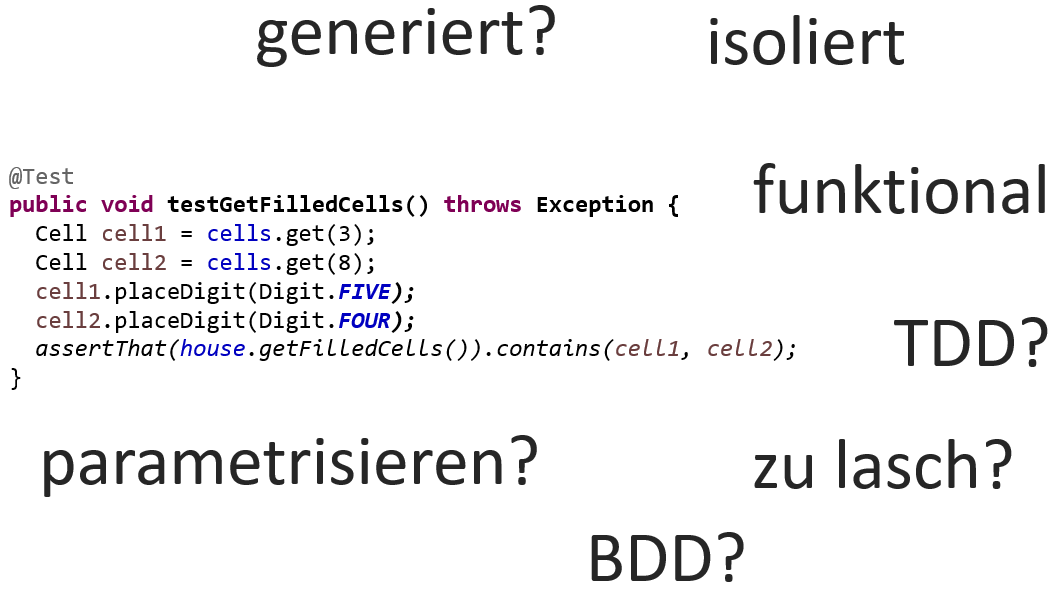 generiert?
isoliert
@Test
public void testGetFilledCells() throws Exception {
funktional
Cell cell1 = cells.get(3);
Cell cell2 = cells.get(8);
cell1.placeDigit(Digit.FIVE);
cell2.placeDigit(Digit.FOUR);
TDD?
assertThat(house.getFilledCells()).contains(cell1, cell2);
}
parametrisieren?
zu lasch?
BDD?